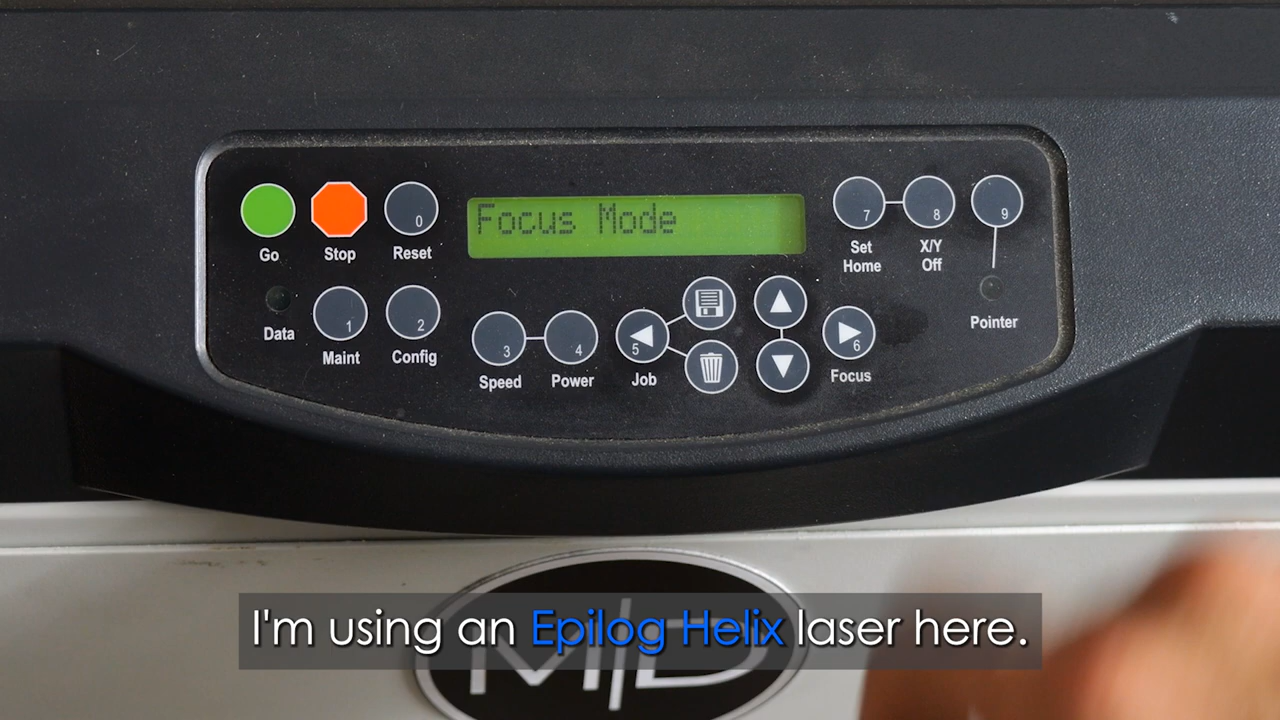 Focus Mode
0
7
8
9
Go
Stop
Reset
Set
Home
X/Y
Off
Data
1
2
Pointer
Maint
Config
3
4
5
6
Speed
Power
Job
Focus
I'm using an Epilog Helix laser here.
M|D